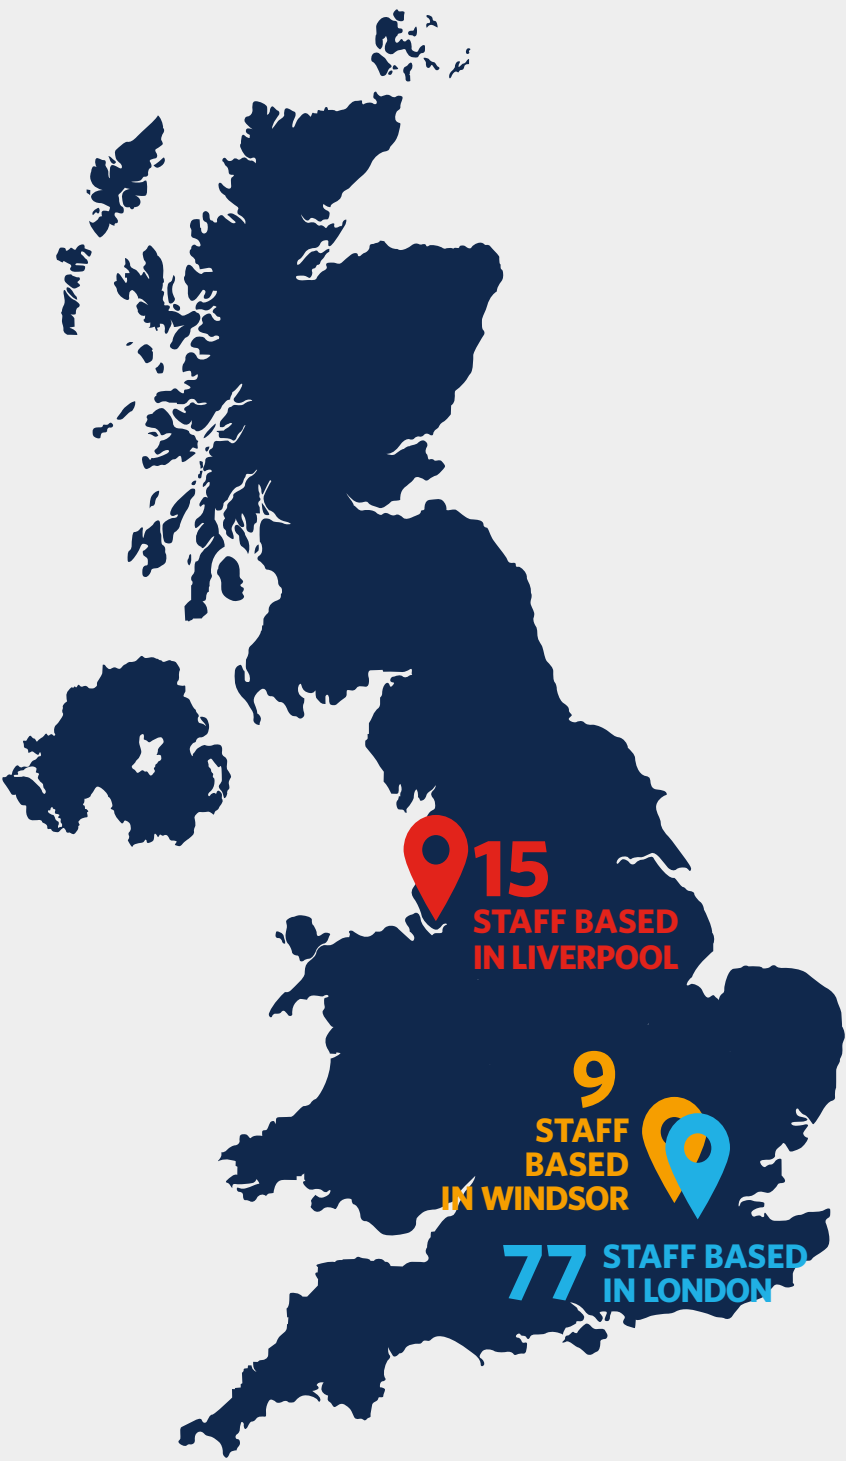 15
STAFF BASED
IN LIVERPOOL
9
STAFF
BASED
IN WINDSOR
77 STAFF BASED
IN LONDON